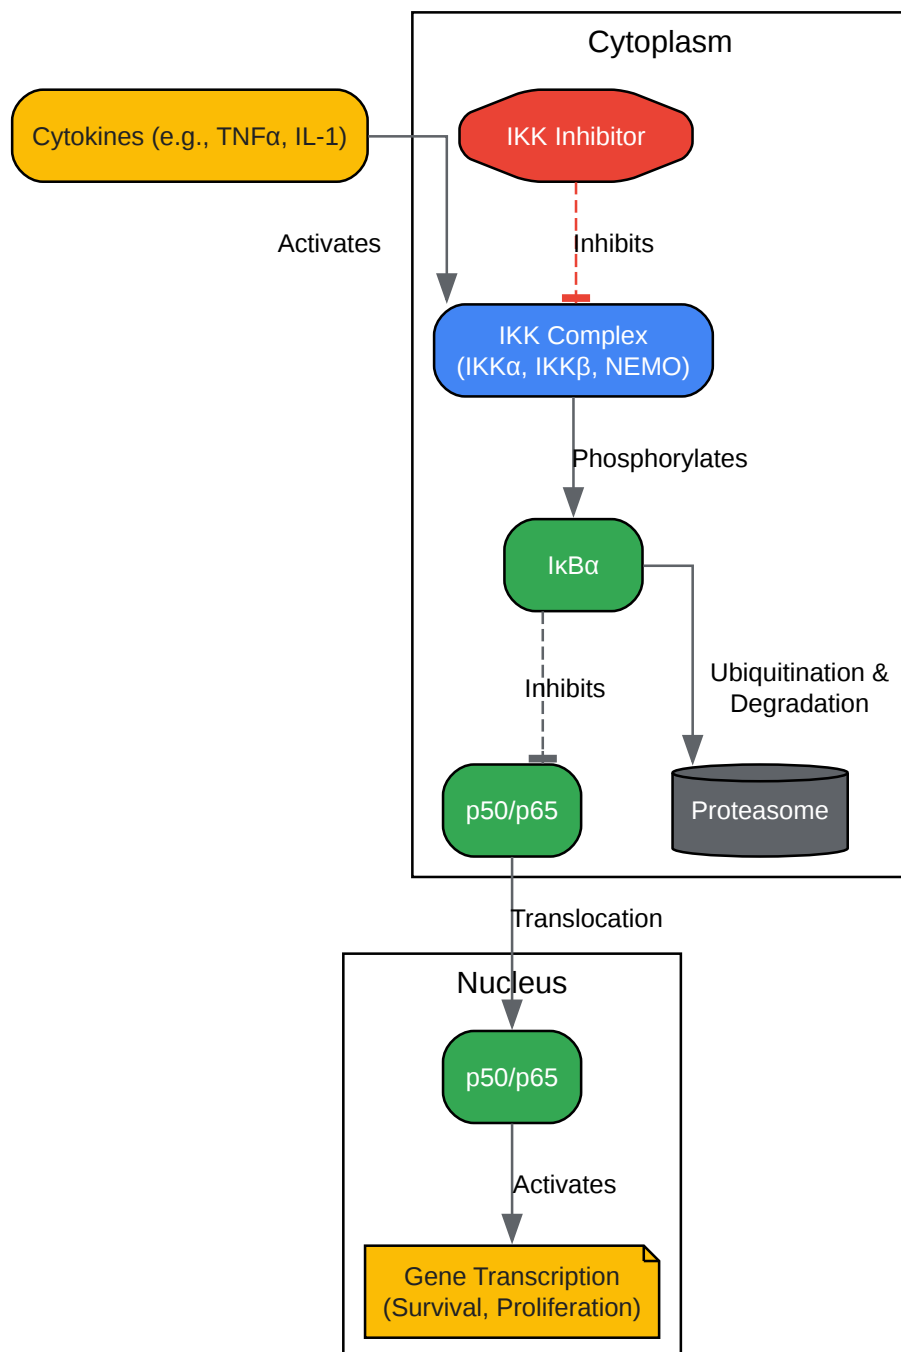 Cytoplasm
Cytokines (e.g., TNFα, IL-1)
IKK Inhibitor
Activates
Inhibits
IKK Complex
(IKKα, IKKβ, NEMO)
Phosphorylates
IκBα
Inhibits
Ubiquitination &
Degradation
p50/p65
Proteasome
Translocation
Nucleus
p50/p65
Activates
Gene Transcription
(Survival, Proliferation)